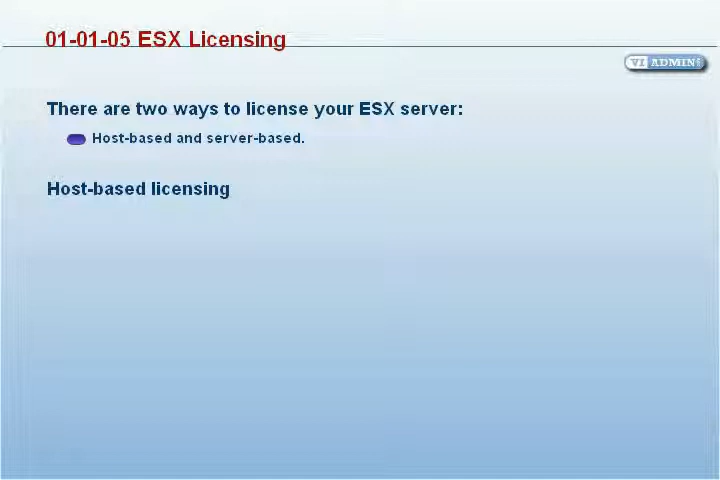 01-01-05 ESX Licensing
VI ADMIN
There are two ways to license your ESX server:
Host-based and server-based.
Host-based licensing